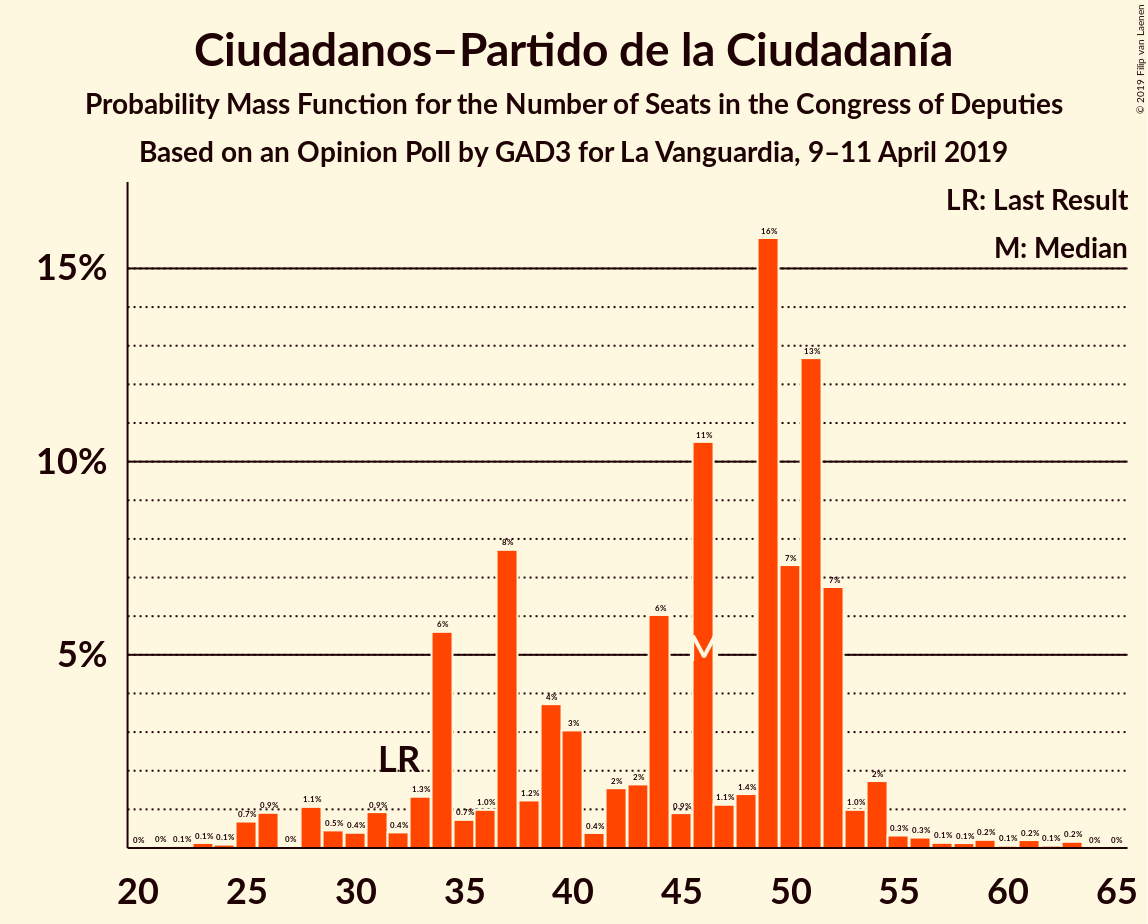 Ciudadanos–Partido de la Ciudadanía
Probability Mass Function for the Number of Seats in the Congress of Deputies
Based on an Opinion Poll by GAD3 for La Vanguardia, 9–11 April 2019
© 2019 Filip van Laenen
LR: Last Result
M: Median
15%
10%
5%
LR
M
0% 0% 0.1% 0.1% 0.1% 0.7% 0.9% 0% 1.1% 0.5% 0.4% 0.9% 0.4% 1.3% 6% 0.7% 1.0% 8% 1.2% 4% 3% 0.4% 2% 2% 6% 0.9% 11% 1.1% 1.4% 16% 7% 13% 7% 1.0% 2% 0.3% 0.3% 0.1% 0.1% 0.2% 0.1% 0.2% 0.1% 0.2% 0% 0%
20 25 30 35 40 45 50 55 60 65